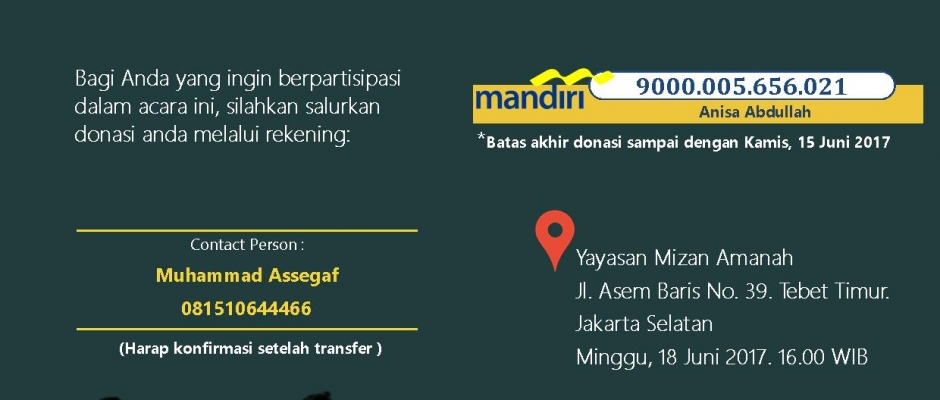 Bagi Anda yang ingin berpartisipasi
dalam acara ini, silahkan salurkan
donasi anda melalui rekening:
mandiri
9000.005.656.021
Anisa Abdullah
*Batas akhir donasi sampai dengan Kamis, 15 Juni 2017
Contact Person :
Muhammad Assegaf
081510644466
(Harap konfirmasi setelah transfer )
Yayasan Mizan Amanah
Jl. Asem Baris No. 39. Tebet Timur.
Jakarta Selatan
Minggu, 18 Juni 2017. 16.00 WIB